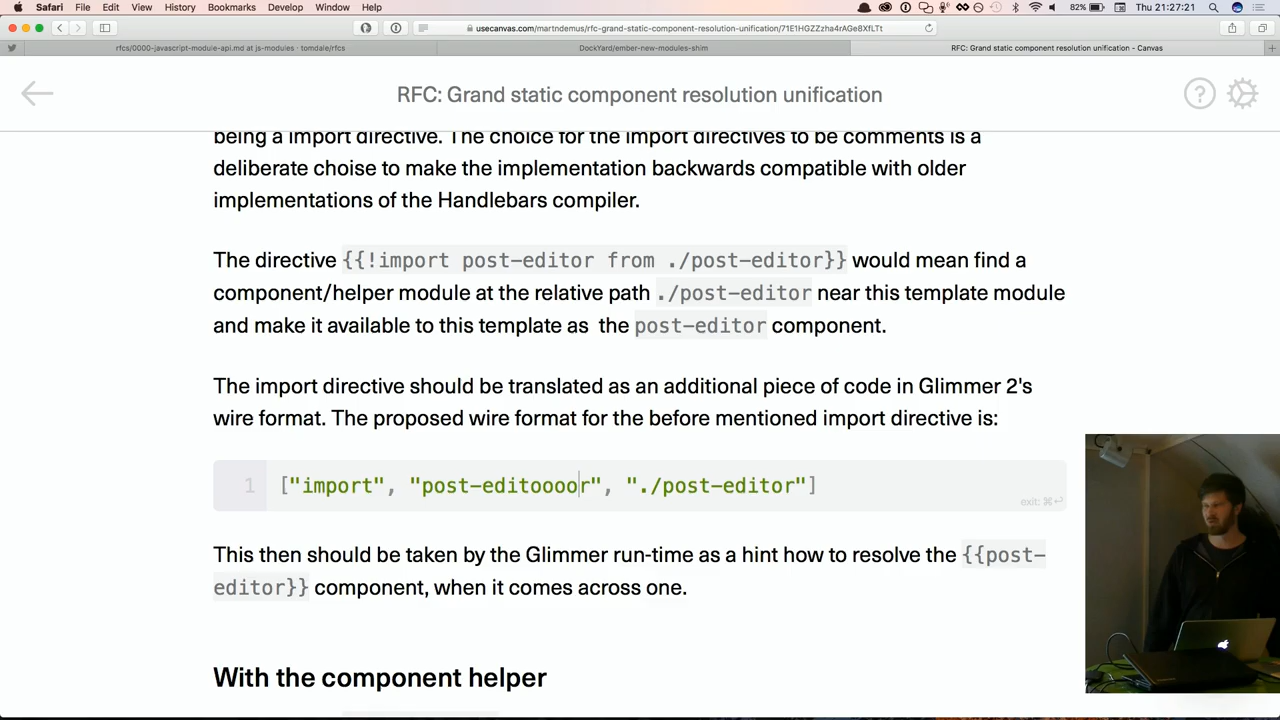 Safari File Edit View History Bookmarks Develop Window Help 82% Thu 21:27:21
usecanvas.com/martndemus/rfc-grand-static-component-resolution-unification/71E1HGZZzha4rAGe8XfLTt
rfcs/0000-javascript-module-api.md at js-modules · tomdale/rfcs DockYard/ember-new-modules-shim RFC: Grand static component resolution unification - Canvas
RFC: Grand static component resolution unification
being a import directive. The choice for the import directives to be comments is a
deliberate choise to make the implementation backwards compatible with older
implementations of the Handlebars compiler.
The directive {{!import post-editor from ./post-editor}} would mean find a
component/helper module at the relative path ./post-editor near this template module
and make it available to this template as the post-editor component.
The import directive should be translated as an additional piece of code in Glimmer 2's
wire format. The proposed wire format for the before mentioned import directive is:
1 ["import", "post-editoooor", "./post-editor"]
exit: ⌘↩
This then should be taken by the Glimmer run-time as a hint how to resolve the {{post-
editor}} component, when it comes across one.
With the component helper